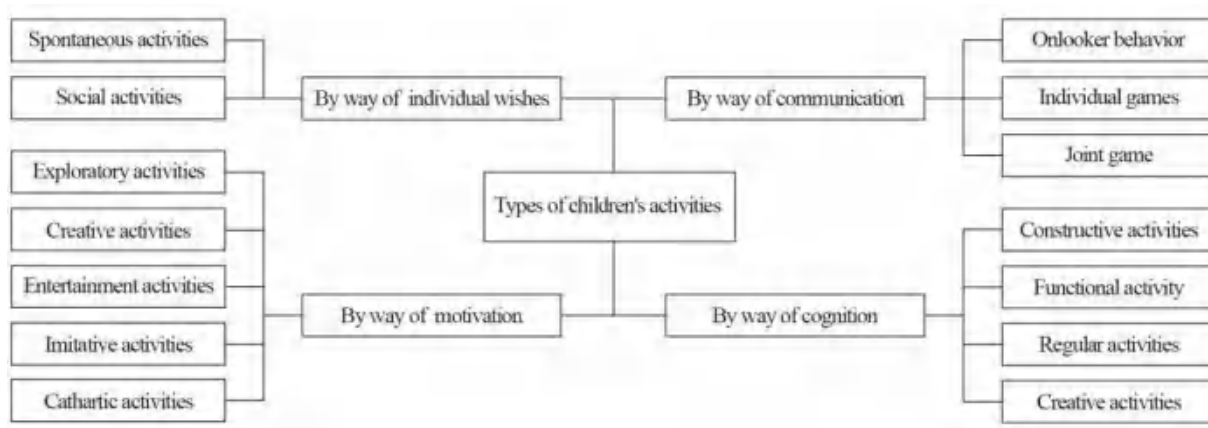 Spontaneous activities
Social activities
By way of individual wishes
By way of communication
Onlooker behavior
Individual games
Joint game
Types of children's activities
Exploratory activities
Creative activities
Entertainment activities
Imitative activities
Cathartic activities
By way of motivation
By way of cognition
Constructive activities
Functional activity
Regular activities
Creative activities